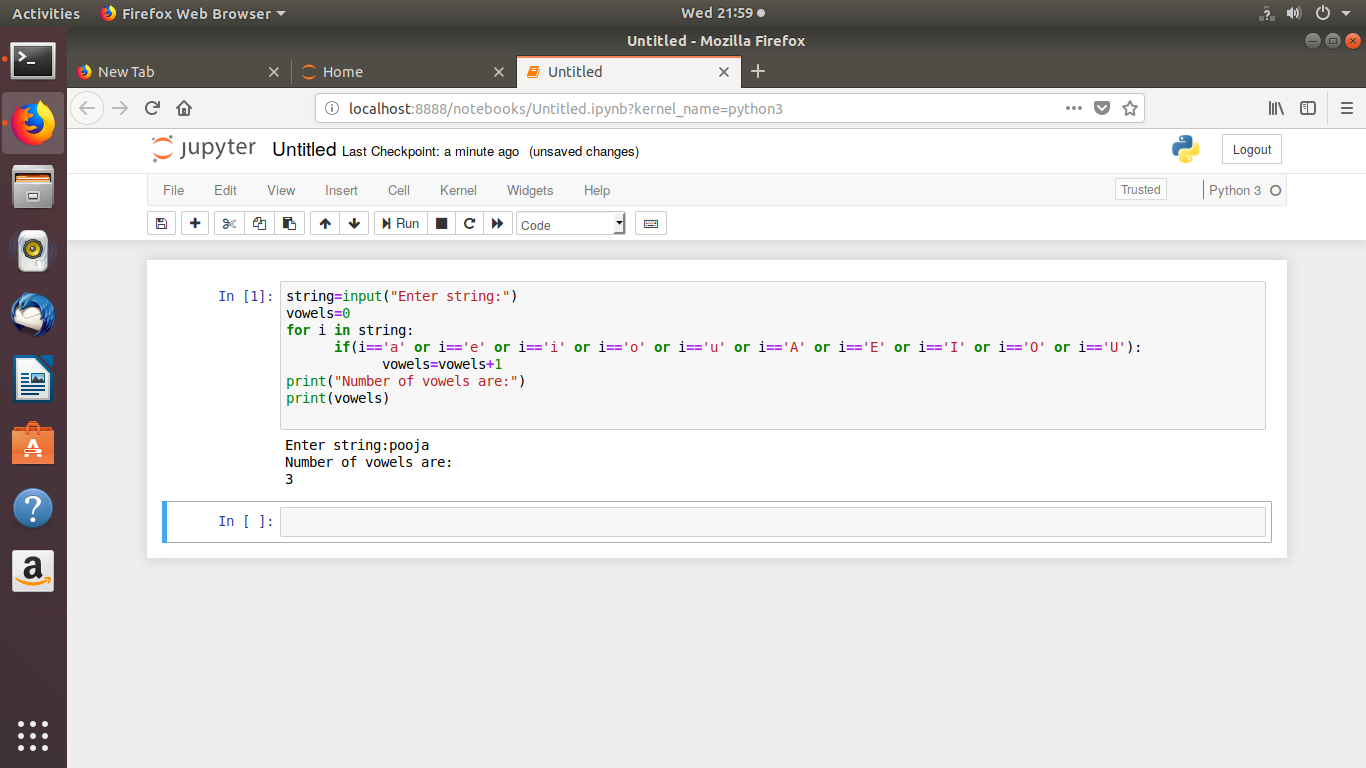 Activities Firefox Web Browser Wed 21:59
Untitled - Mozilla Firefox
New Tab Home Untitled
localhost:8888/notebooks/Untitled.ipynb?kernel_name=python3
jupyter Untitled Last Checkpoint: a minute ago (unsaved changes) Logout
File Edit View Insert Cell Kernel Widgets Help Trusted Python 3
Run Code
In [1]: string=input("Enter string:")
vowels=0
for i in string:
      if(i=='a' or i=='e' or i=='i' or i=='o' or i=='u' or i=='A' or i=='E' or i=='I' or i=='O' or i=='U'):
            vowels=vowels+1
print("Number of vowels are:")
print(vowels)
Enter string:pooja
Number of vowels are:
3
In [ ]: